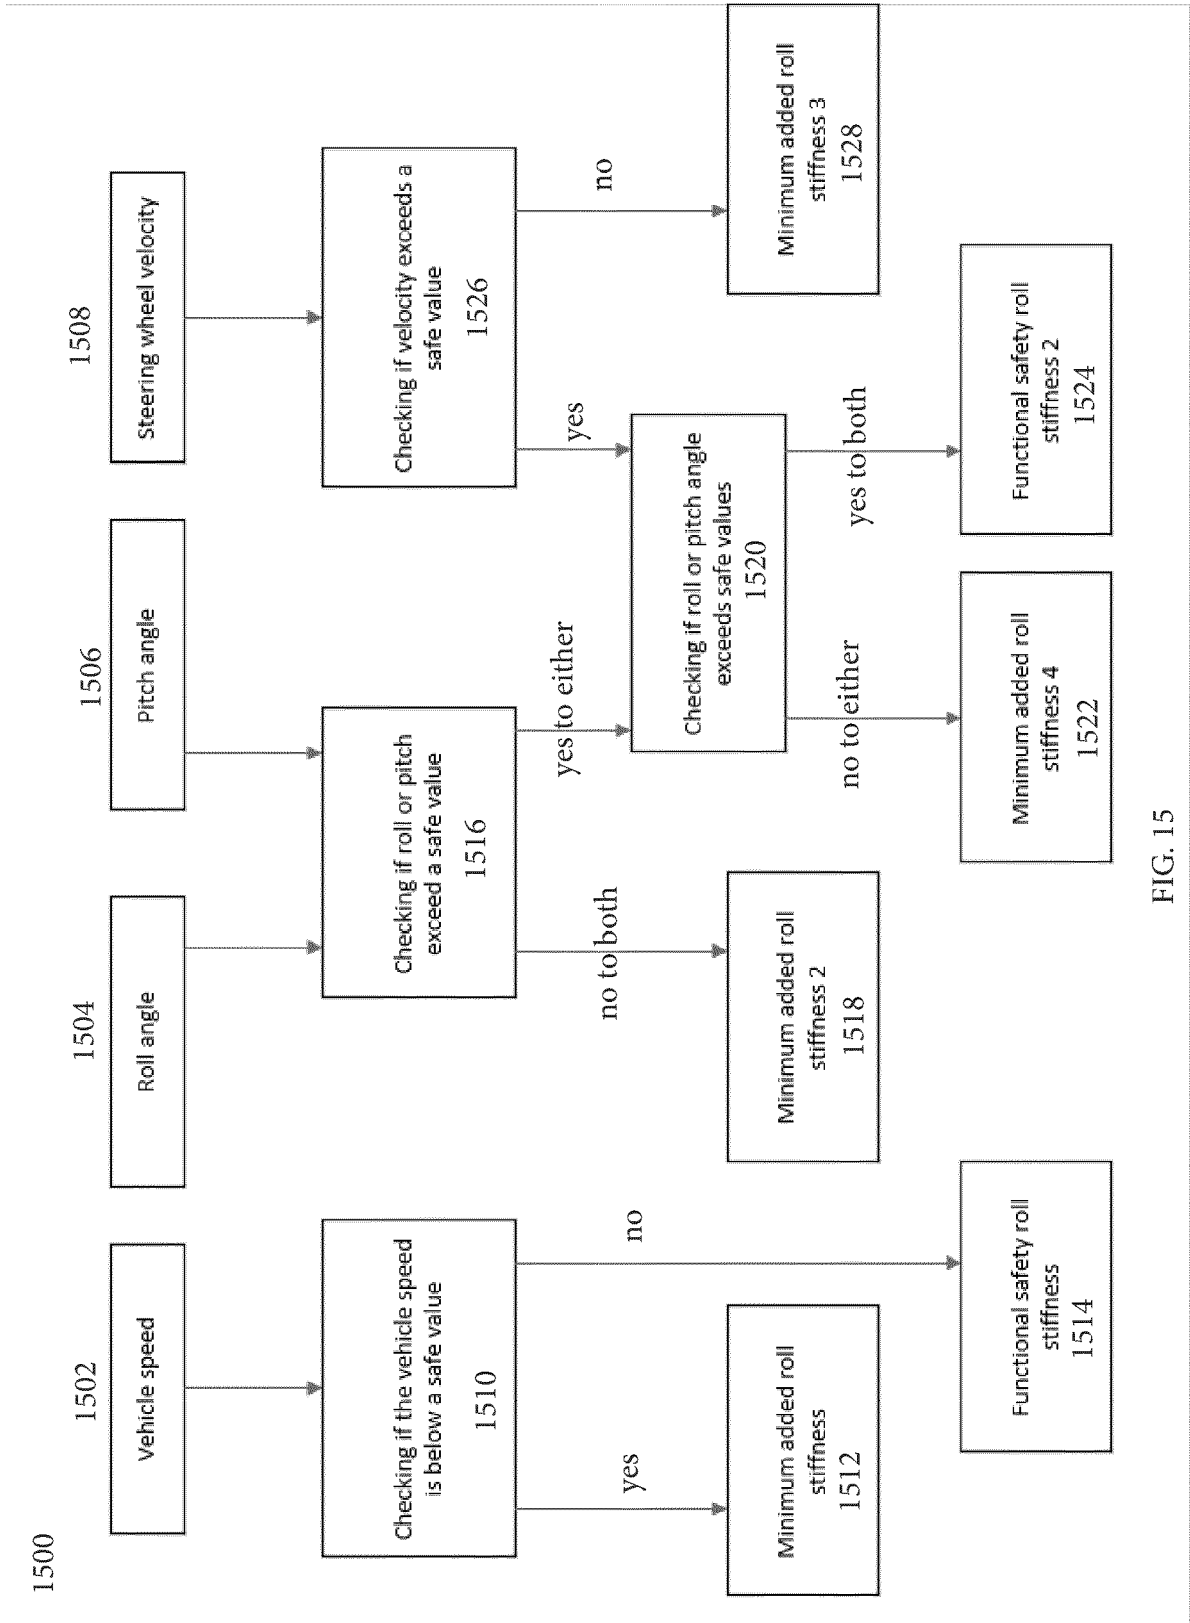 1500
1502
Vehicle speed
1504
Roll angle
1506
Pitch angle
1508
Steering wheel velocity
Checking if the vehicle speed
is below a safe value
1510
Checking if roll or pitch
exceed a safe value
1516
Checking if velocity exceeds a
safe value
1526
yes
no
no to both
yes to either
yes
no
Checking if roll or pitch angle
exceeds safe values
1520
Minimum added roll
stiffness
1512
Minimum added roll
stiffness 2
1518
Minimum added roll
stiffness 3
1528
no to either
yes to both
Functional safety roll
stiffness
1514
Minimum added roll
stiffness 4
1522
Functional safety roll
stiffness 2
1524
FIG. 15